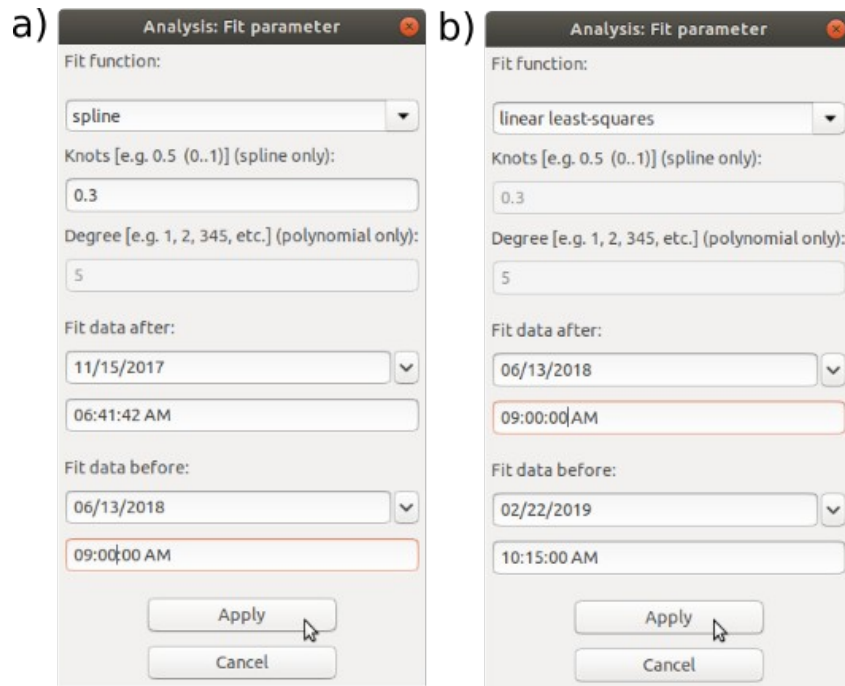 a)
Analysis: Fit parameter
Fit function:
spline
Knots [e.g. 0.5 (0..1)] (spline only):
0.3
Degree [e.g. 1, 2, 345, etc.] (polynomial only):
5
Fit data after:
11/15/2017
06:41:42 AM
Fit data before:
06/13/2018
09:00:00 AM
Apply
Cancel
b)
Analysis: Fit parameter
Fit function:
linear least-squares
Knots [e.g. 0.5 (0..1)] (spline only):
0.3
Degree [e.g. 1, 2, 345, etc.] (polynomial only):
5
Fit data after:
06/13/2018
09:00:00 AM
Fit data before:
02/22/2019
10:15:00 AM
Apply
Cancel